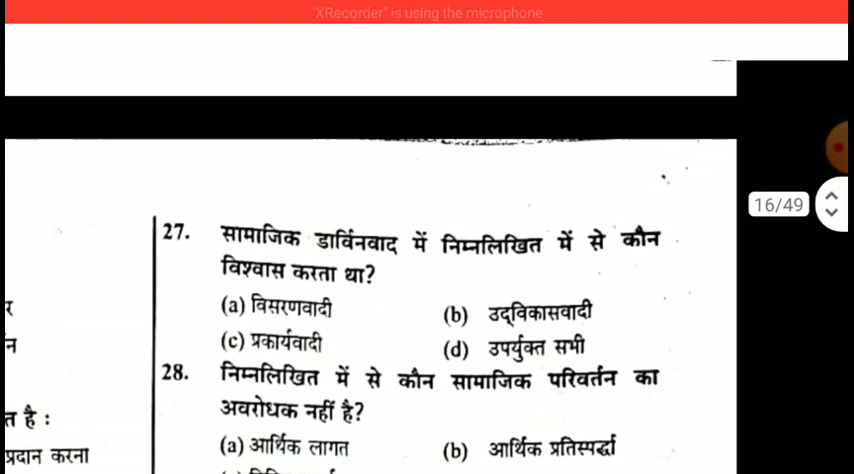 "XRecorder" is using the microphone
16/49
27. सामाजिक डार्विनवाद में निम्नलिखित में से कौन
विश्वास करता था?
(a) विसरणवादी (b) उद्विकासवादी
(c) प्रकार्यवादी (d) उपर्युक्त सभी
28. निम्नलिखित में से कौन सामाजिक परिवर्तन का
अवरोधक नहीं है?
(a) आर्थिक लागत (b) आर्थिक प्रतिस्पर्द्धा
र
न
त है :
प्रदान करना